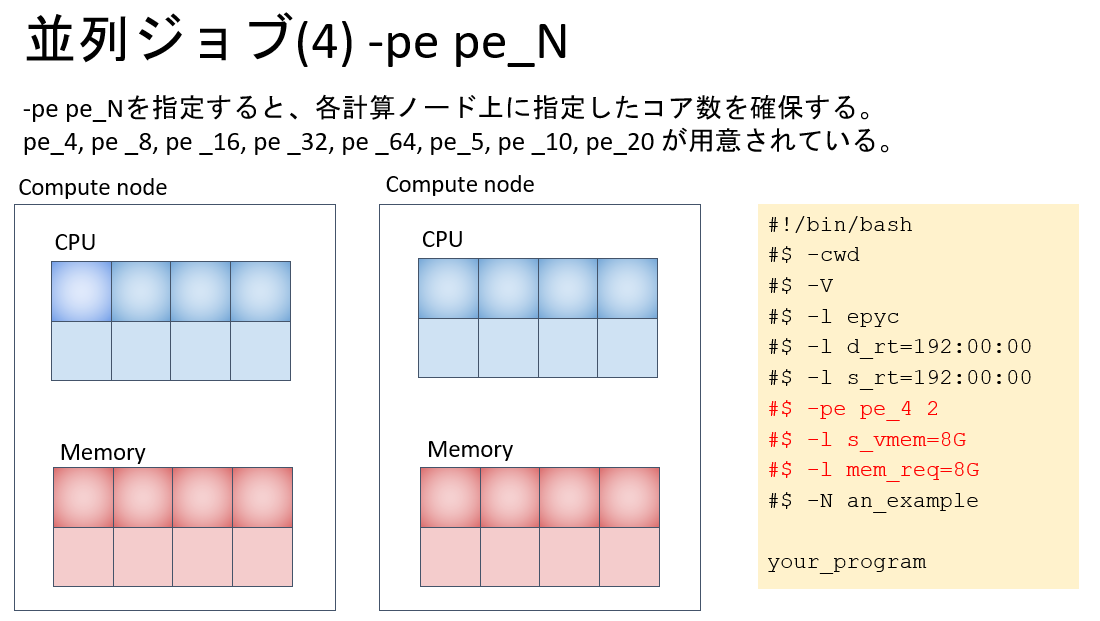 並列ジョブ(4) -pe pe_N
-pe pe_Nを指定すると、各計算ノード上に指定したコア数を確保する。
pe_4, pe _8, pe _16, pe _32, pe _64, pe_5, pe _10, pe_20 が用意されている。
Compute node
CPU
Memory
Compute node
CPU
Memory
#!/bin/bash
#$ -cwd
#$ -V
#$ -l epyc
#$ -l d_rt=192:00:00
#$ -l s_rt=192:00:00
#$ -pe pe_4 2
#$ -l s_vmem=8G
#$ -l mem_req=8G
#$ -N an_example
your_program